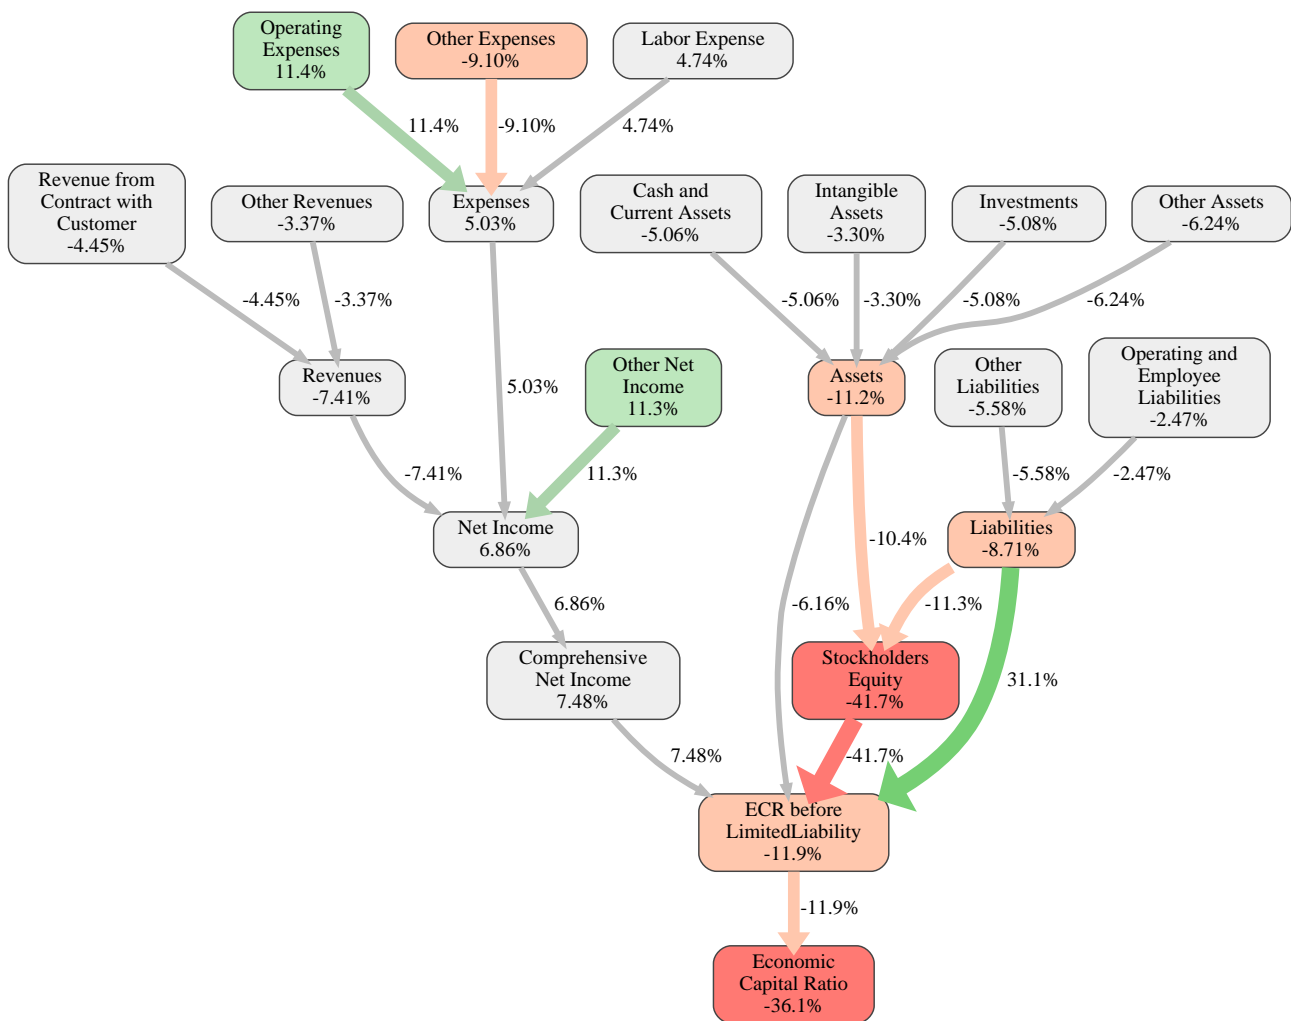 Operating
Expenses
11.4%
Other Expenses
-9.10%
Labor Expense
4.74%
11.4%
-9.10%
4.74%
Revenue from
Contract with
Customer
-4.45%
Other Revenues
-3.37%
Expenses
5.03%
Cash and
Current Assets
-5.06%
Intangible
Assets
-3.30%
Investments
-5.08%
Other Assets
-6.24%
-4.45%
-3.37%
-5.06%
-3.30%
-5.08%
-6.24%
Revenues
-7.41%
5.03%
Other Net
Income
11.3%
Assets
-11.2%
Other
Liabilities
-5.58%
Operating and
Employee
Liabilities
-2.47%
-7.41%
11.3%
-5.58%
-2.47%
Net Income
6.86%
-10.4%
Liabilities
-8.71%
6.86%
-6.16%
-11.3%
Comprehensive
Net Income
7.48%
Stockholders
Equity
-41.7%
31.1%
7.48%
-41.7%
ECR before
LimitedLiability
-11.9%
-11.9%
Economic
Capital Ratio
-36.1%